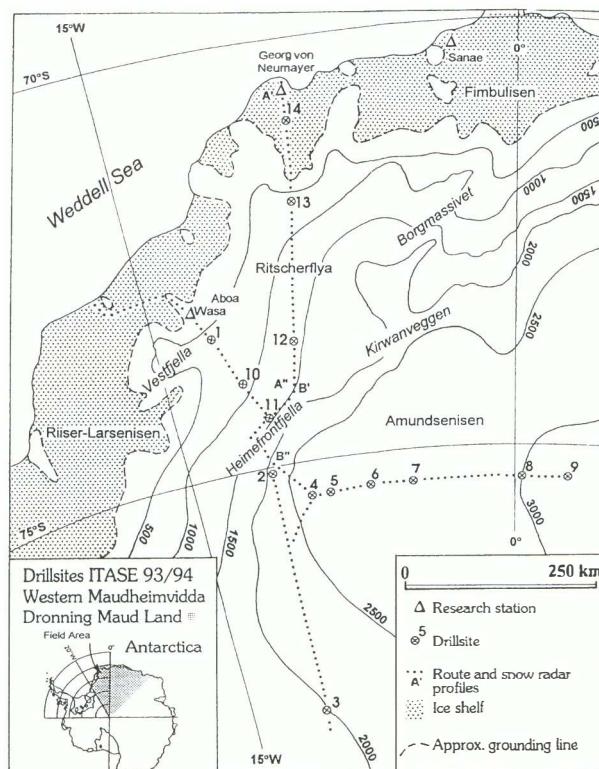 15°W
70°S
Georg von
Neumayer
0°
Sanae
Fimbulisen
A'
14
500
1000
1500
2000
2500
Weddell Sea
13
Borgmassivet
Ritscherflya
Aboa
Wasa
1
12
Kirwanveggen
Vestfjella
10
A"
B'
11
Heimefrontfjella
Riiser-Larsenisen
Amundsenisen
B"
2
4
5
6
7
8
9
75°S
500
1000
1500
3000
0°
2500
3
2000
15°W
Drillsites ITASE 93/94
Western Maudheimvidda
Dronning Maud Land
Field Area
0°
Antarctica
0
250 km
Research station
5
Drillsite
A'
Route and snow radar
profiles
Ice shelf
Approx. grounding line